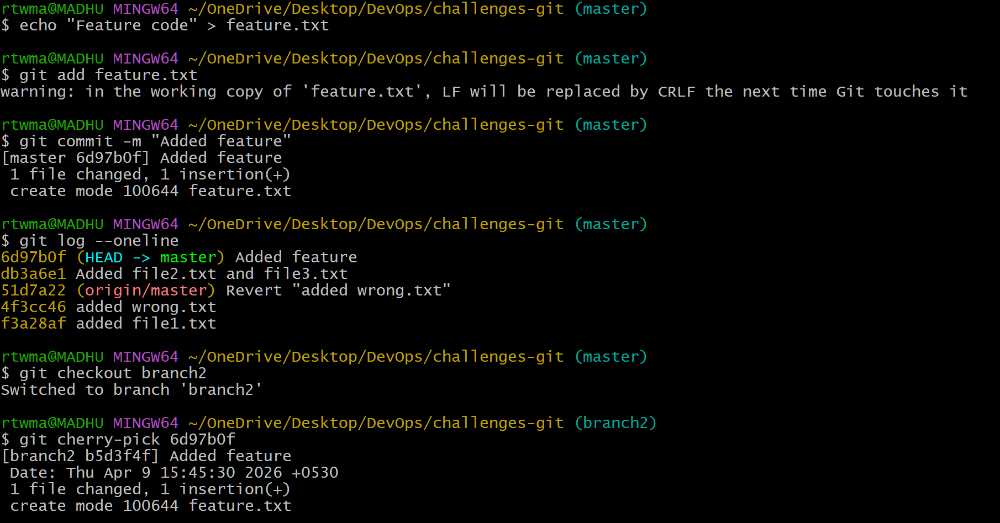 rtwma@MADHU MINGW64 ~/OneDrive/Desktop/DevOps/challenges-git (master)
$ echo "Feature code" > feature.txt
rtwma@MADHU MINGW64 ~/OneDrive/Desktop/DevOps/challenges-git (master)
$ git add feature.txt
warning: in the working copy of 'feature.txt', LF will be replaced by CRLF the next time Git touches it
rtwma@MADHU MINGW64 ~/OneDrive/Desktop/DevOps/challenges-git (master)
$ git commit -m "Added feature"
[master 6d97b0f] Added feature
 1 file changed, 1 insertion(+)
 create mode 100644 feature.txt
rtwma@MADHU MINGW64 ~/OneDrive/Desktop/DevOps/challenges-git (master)
$ git log --oneline
6d97b0f (HEAD -> master) Added feature
db3a6e1 Added file2.txt and file3.txt
51d7a22 (origin/master) Revert "added wrong.txt"
4f3cc46 added wrong.txt
f3a28af added file1.txt
rtwma@MADHU MINGW64 ~/OneDrive/Desktop/DevOps/challenges-git (master)
$ git checkout branch2
Switched to branch 'branch2'
rtwma@MADHU MINGW64 ~/OneDrive/Desktop/DevOps/challenges-git (branch2)
$ git cherry-pick 6d97b0f
[branch2 b5d3f4f] Added feature
 Date: Thu Apr 9 15:45:30 2026 +0530
 1 file changed, 1 insertion(+)
 create mode 100644 feature.txt